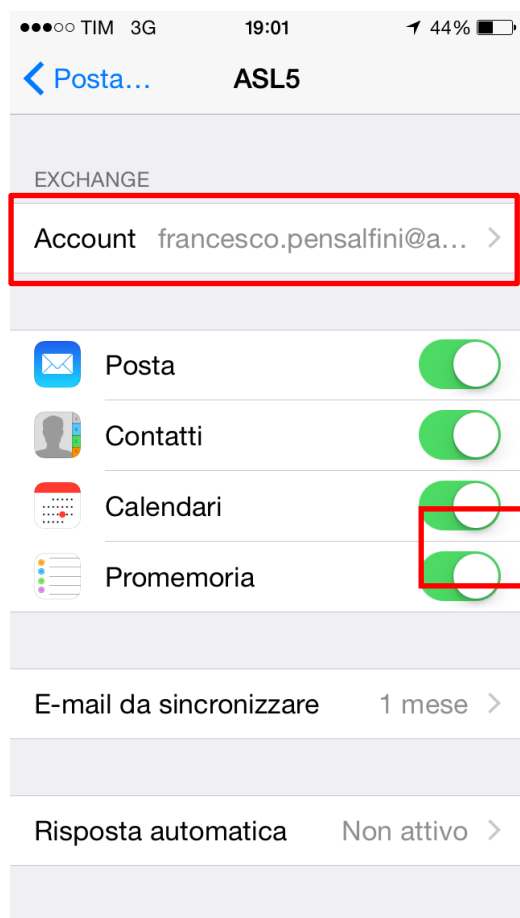 TIM 3G 19:01 44%
Posta... ASL5
EXCHANGE
Account francesco.pensalfini@a...
Posta
Contatti
Calendari
Promemoria
E-mail da sincronizzare 1 mese
Risposta automatica Non attivo